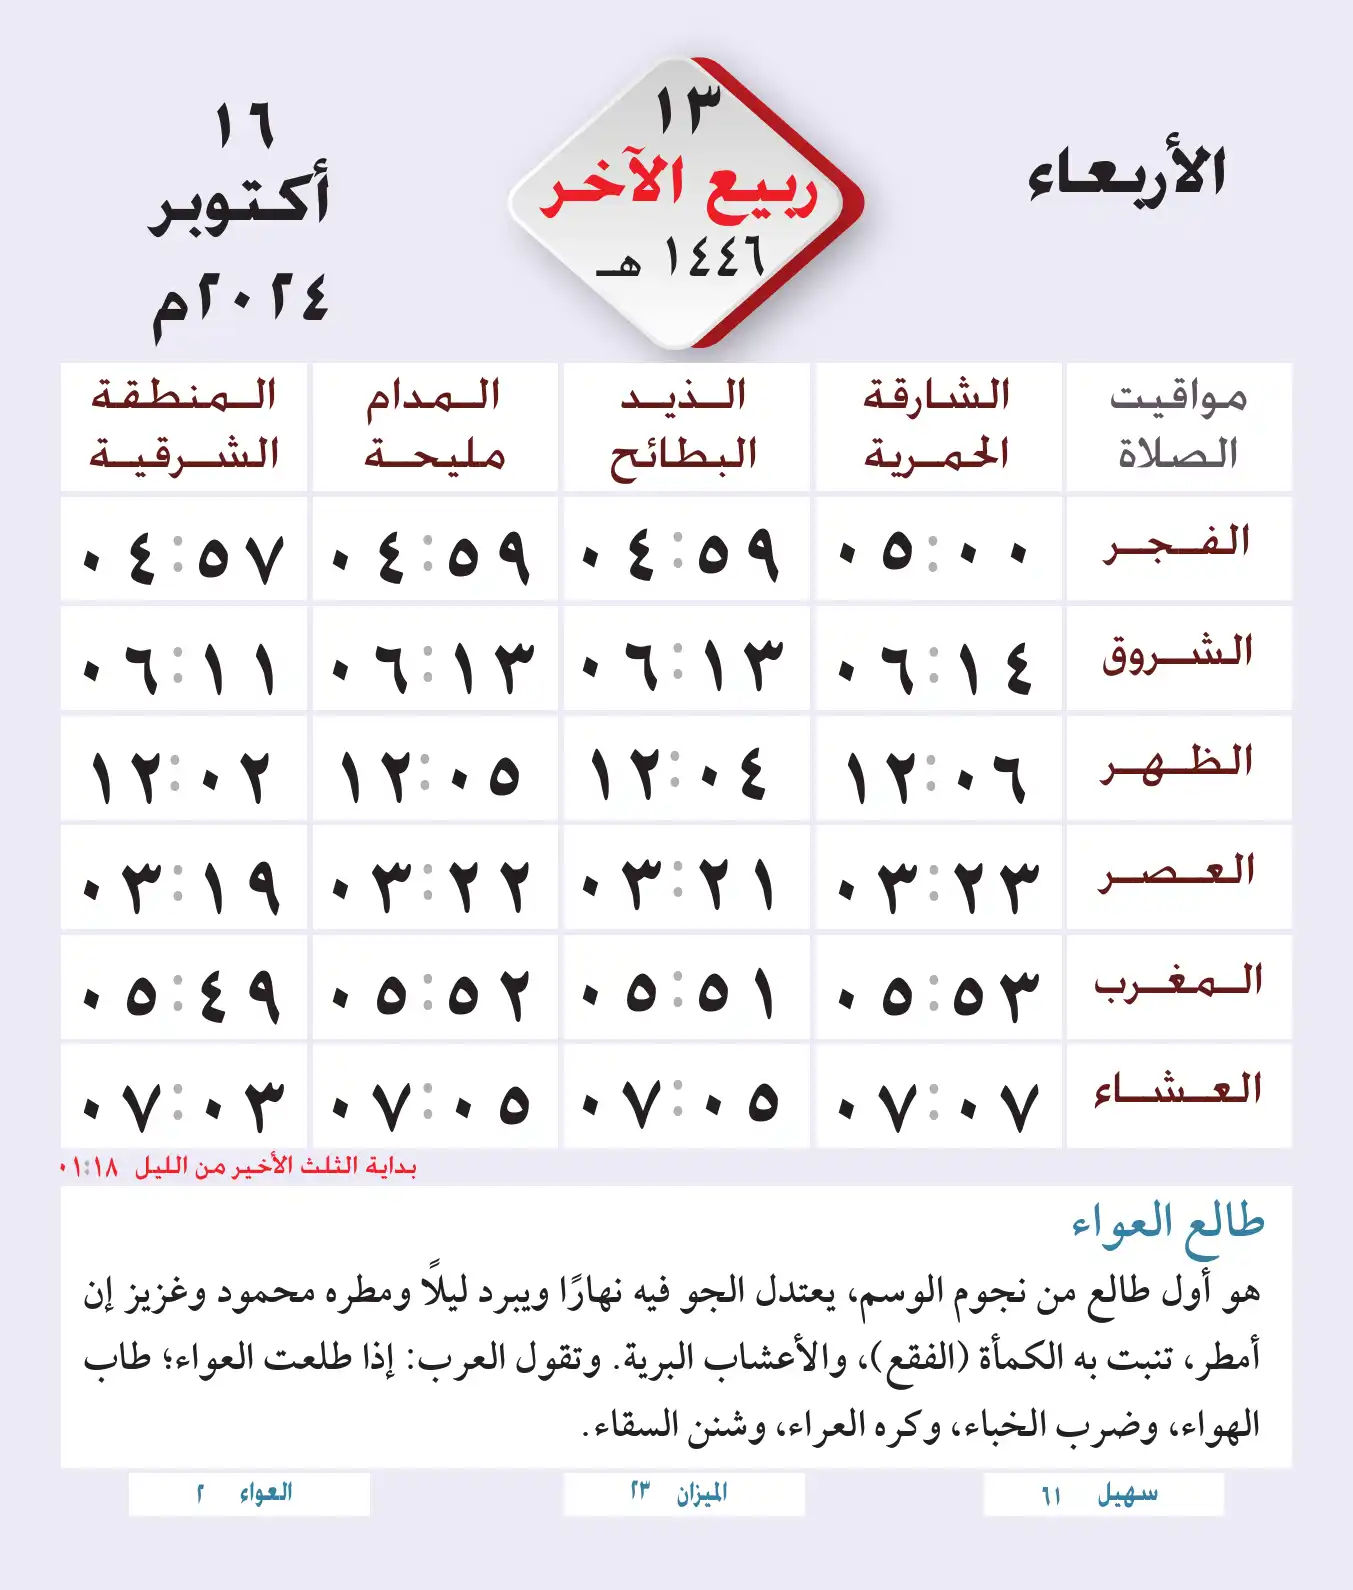 الأربعاء
١٣
ربيع الآخر
١٤٤٦ هـ
١٦
أكتوبر
٢٠٢٤م
مواقيت الصلاة
الشارقة الحمرية
الذيد البطائح
المدام مليحة
المنطقة الشرقية
الفجر ٠٥:٠٠ ٠٤:٥٩ ٠٤:٥٩ ٠٤:٥٧
الشروق ٠٦:١٤ ٠٦:١٣ ٠٦:١٣ ٠٦:١١
الظهر ١٢:٠٦ ١٢:٠٤ ١٢:٠٥ ١٢:٠٢
العصر ٠٣:٢٣ ٠٣:٢١ ٠٣:٢٢ ٠٣:١٩
المغرب ٠٥:٥٣ ٠٥:٥١ ٠٥:٥٢ ٠٥:٤٩
العشاء ٠٧:٠٧ ٠٧:٠٥ ٠٧:٠٥ ٠٧:٠٣
بداية الثلث الأخير من الليل ٠١:١٨
طالع العواء
هو أول طالع من نجوم الوسم، يعتدل الجو فيه نهارًا ويبرد ليلًا ومطره محمود وغزيز إن
أمطر، تنبت به الكمأة (الفقع)، والأعشاب البرية. وتقول العرب: إذا طلعت العواء؛ طاب
الهواء، وضرب الخباء، وكره العراء، وشنن السقاء.
سهيل ٦١
الميزان ٢٣
العواء ٢